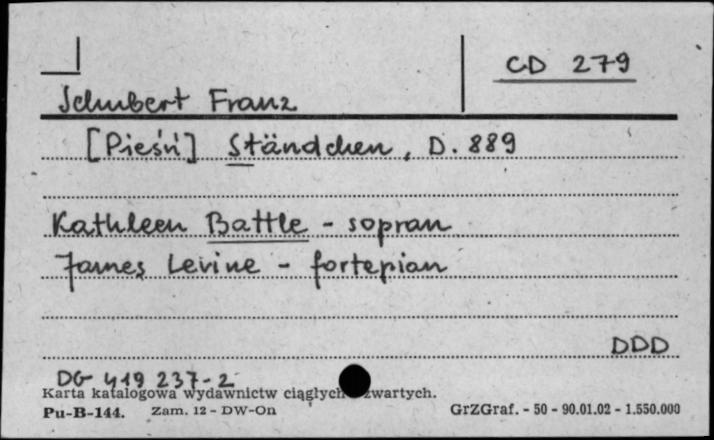 CD 279
Schubert Franz
[Pieśń] Ständchen, D. 889
Kathleen Battle - sopran
James Levine - fortepian
DDD
DG 419 237-2
Karta katalogowa wydawnictw ciągłych zwartych.
Pu-B-144. Zam. 12 - DW-On GrZGraf. - 50 - 90.01.02 - 1.550.000